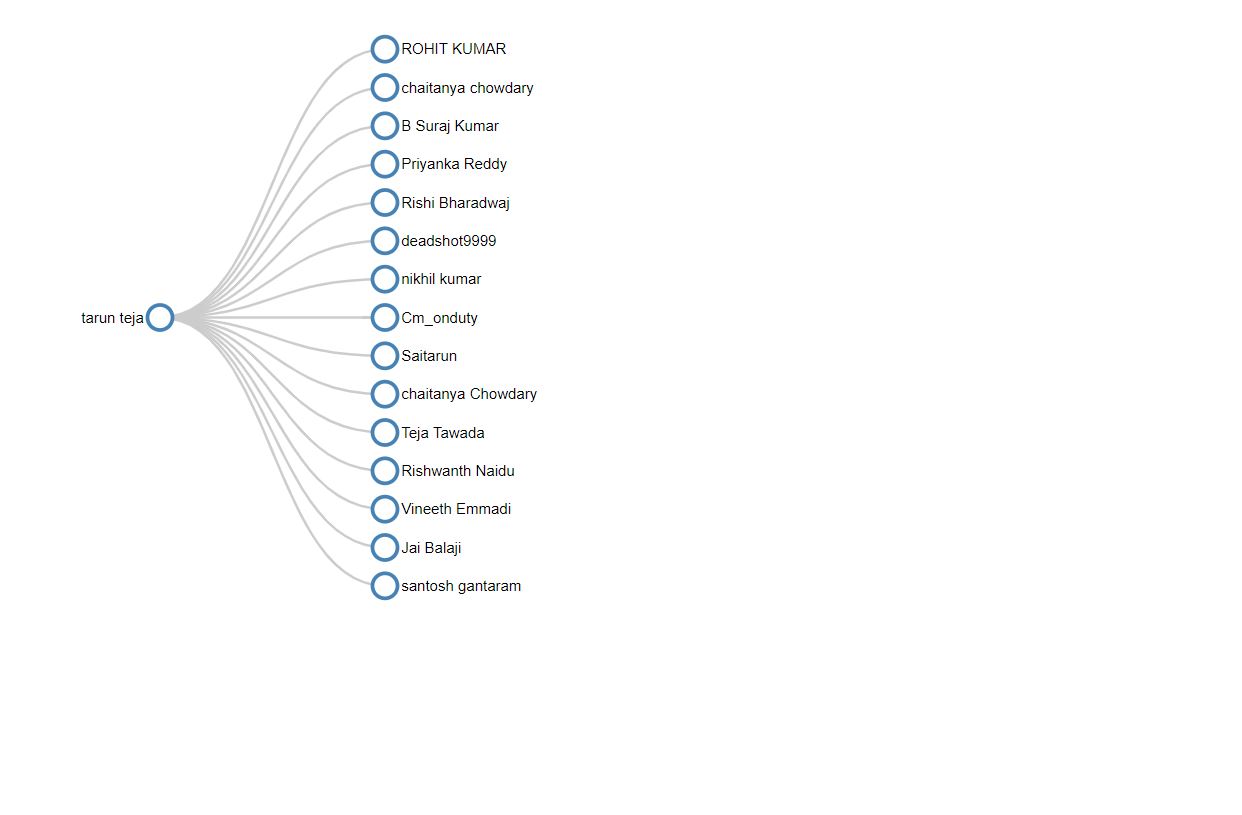 ROHIT KUMAR
chaitanya chowdary
B Suraj Kumar
Priyanka Reddy
Rishi Bharadwaj
deadshot9999
nikhil kumar
tarun teja
Cm_onduty
Saitarun
chaitanya Chowdary
Teja Tawada
Rishwanth Naidu
Vineeth Emmadi
Jai Balaji
santosh gantaram